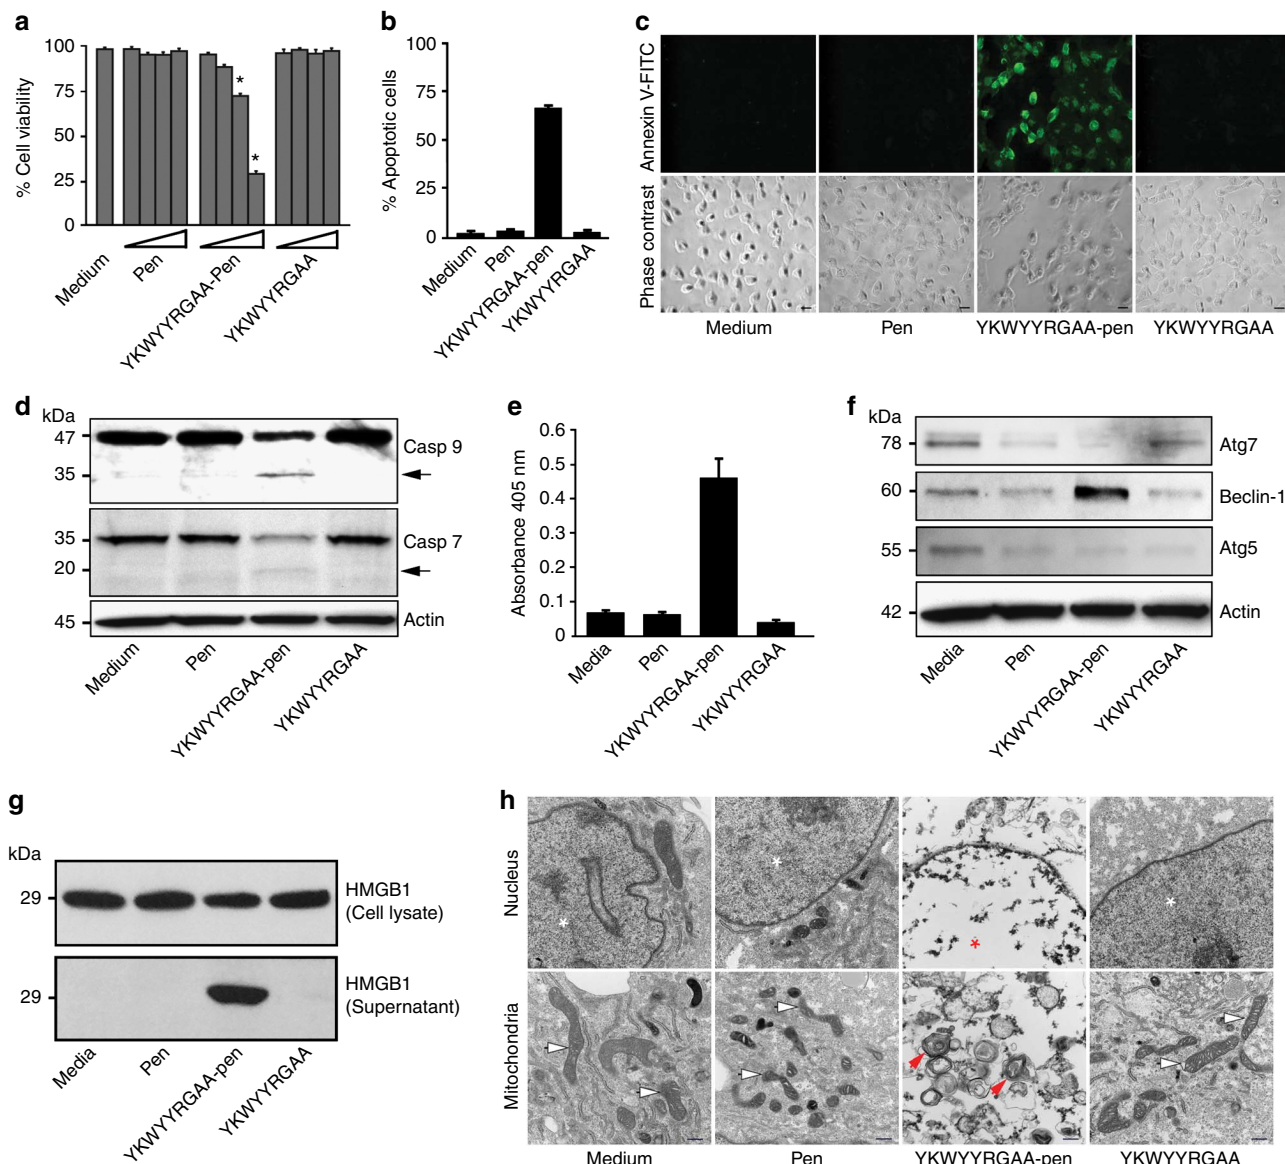 a
% Cell viability
100
75
50
25
0
*
*
Medium
Pen
YKWYYRGAA-Pen
YKWYYRGAA
b
% Apoptotic cells
100
75
50
25
0
Medium
Pen
YKWYYRGAA-pen
YKWYYRGAA
c
Annexin V-FITC
Phase contrast
Medium
Pen
YKWYYRGAA-pen
YKWYYRGAA
d
kDa
47
35
Casp 9
35
20
Casp 7
45
Actin
Medium
Pen
YKWYYRGAA-pen
YKWYYRGAA
e
Absorbance 405 nm
0.6
0.5
0.4
0.3
0.2
0.1
0
Media
Pen
YKWYYRGAA-pen
YKWYYRGAA
f
kDa
78
Atg7
60
Beclin-1
55
Atg5
42
Actin
Media
Pen
YKWYYRGAA-pen
YKWYYRGAA
g
kDa
29
HMGB1
(Cell lysate)
29
HMGB1
(Supernatant)
Media
Pen
YKWYYRGAA-pen
YKWYYRGAA
h
Nucleus
*
*
*
*
Mitochondria
Medium
Pen
YKWYYRGAA-pen
YKWYYRGAA